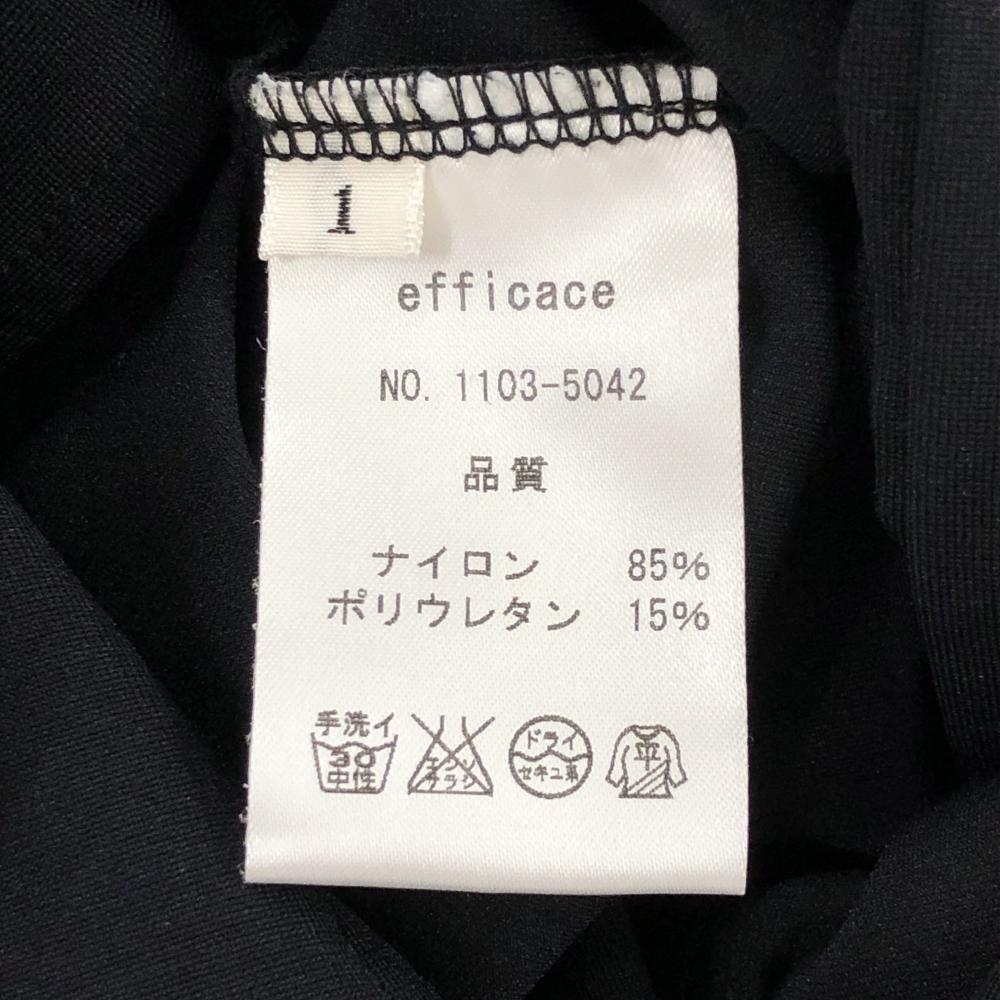 1
efficace
NO. 1103-5042
品質
ナイロン 85%
ポリウレタン 15%
手洗イ
30
中性
エンソ
チラシ
ドライ
セキユ系
平